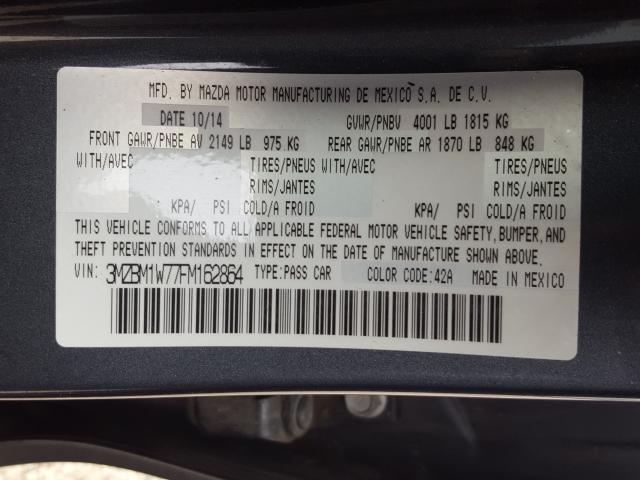 MFD. BY MAZDA MOTOR MANUFACTURING DE MEXICO S.A. DE C.V.
DATE 10/14 GVWR/PNBV 4001 LB 1815 KG
FRONT GAWR/PNBE AV 2149 LB 975 KG REAR GAWR/PNBE AR 1870 LB 848 KG
WITH/AVEC TIRES/PNEUS WITH/AVEC TIRES/PNEUS
RIMS/JANTES RIMS/JANTES
KPA/ PSI COLD/A FROID KPA/ PSI COLD/A FROID
THIS VEHICLE CONFORMS TO ALL APPLICABLE FEDERAL MOTOR VEHICLE SAFETY, BUMPER, AND
THEFT PREVENTION STANDARDS IN EFFECT ON THE DATE OF MANUFACTURE SHOWN ABOVE.
VIN: 3MZBM1W77FM162864 TYPE:PASS CAR COLOR CODE:42A MADE IN MEXICO